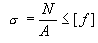 σ = N/A ≤ [f]